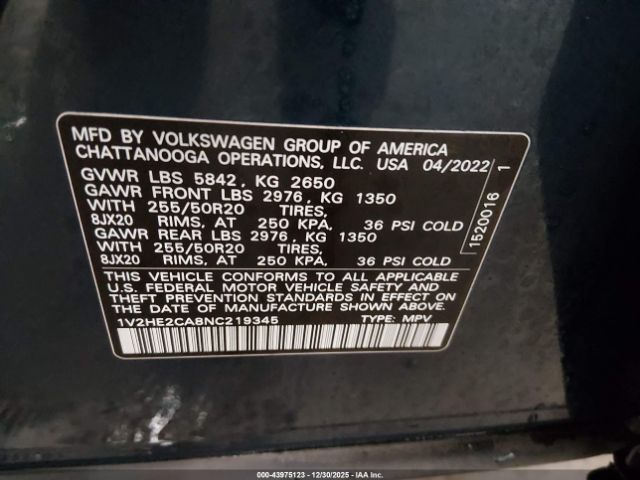 MFD BY VOLKSWAGEN GROUP OF AMERICA
CHATTANOOGA OPERATIONS, LLC. USA 04/2022
GVWR LBS 5842, KG 2650
GAWR FRONT LBS 2976, KG 1350
WITH 255/50R20 TIRES,
8JX20 RIMS, AT 250 KPA, 36 PSI COLD
GAWR REAR LBS 2976, KG 1350
WITH 255/50R20 TIRES,
8JX20 RIMS, AT 250 KPA, 36 PSI COLD
THIS VEHICLE CONFORMS TO ALL APPLICABLE
U.S. FEDERAL MOTOR VEHICLE SAFETY AND
THEFT PREVENTION STANDARDS IN EFFECT ON
THE DATE OF MANUFACTURE SHOWN ABOVE.
1V2HE2CA8NC219345 TYPE: MPV
1520016 1
000-43975123 • 12/30/2025 - IAAI.com